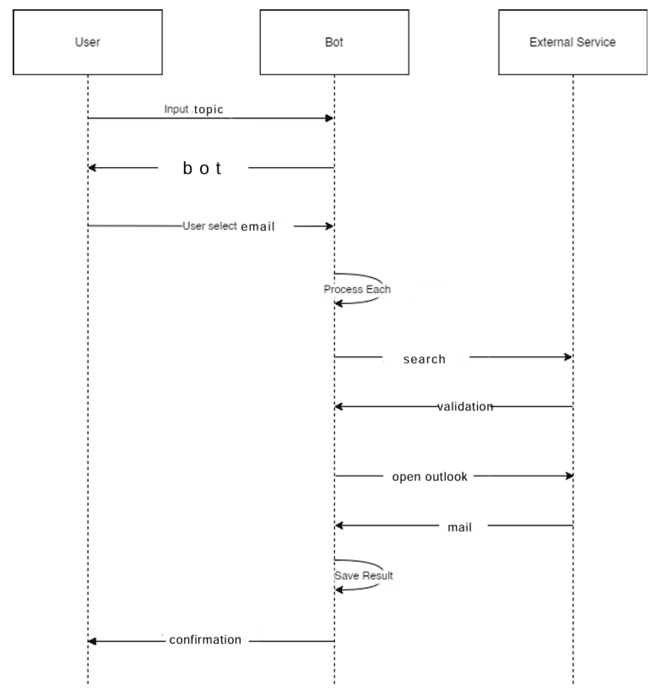 User
Bot
External Service
Input topic
bot
User select email
Process Each
search
validation
open outlook
mail
Save Result
confirmation